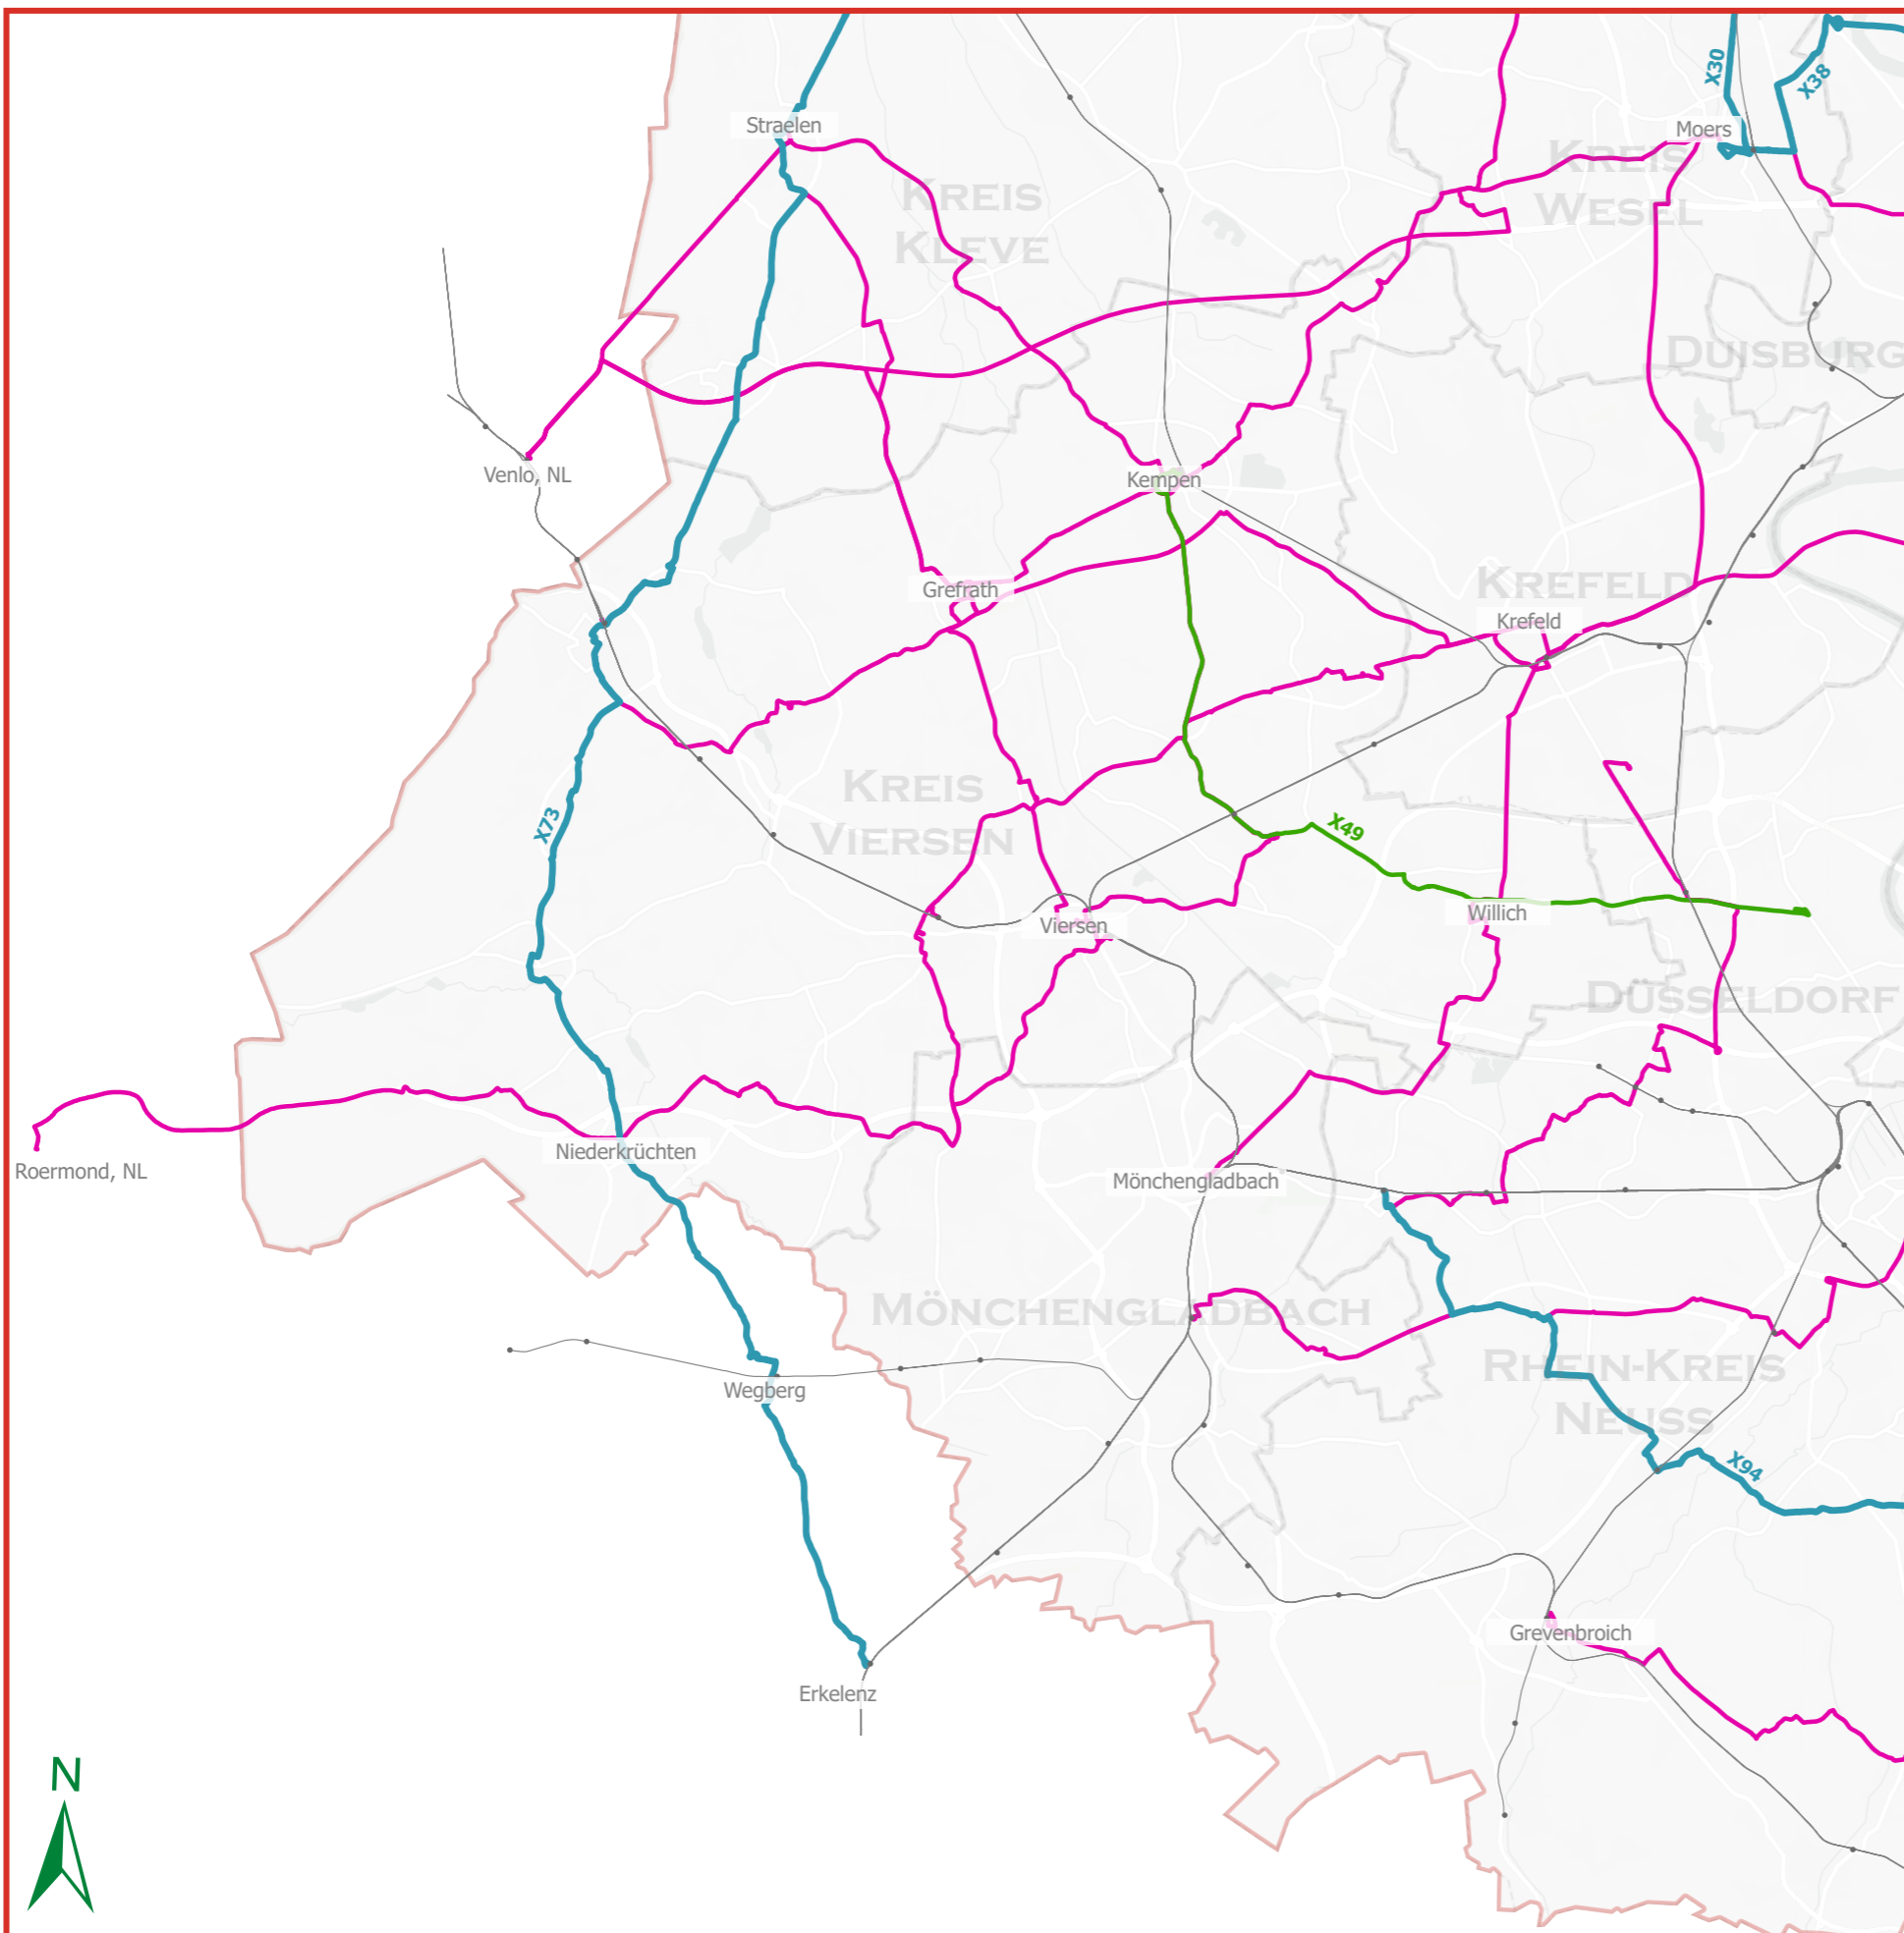 X30
X38
Straelen
Moers
KREIS
WESEL
KREIS
KLEVE
DUISBURG
Venlo, NL
Kempen
KREFELD
Grefrath
Krefeld
KREIS
VIERSEN
X73
X49
Willich
Viersen
DÜSSELDORF
Niederkrüchten
Roermond, NL
Mönchengladbach
MÖNCHENGLADBACH
RHEIN-KREIS
NEUSS
Wegberg
X94
Grevenbroich
Erkelenz
N